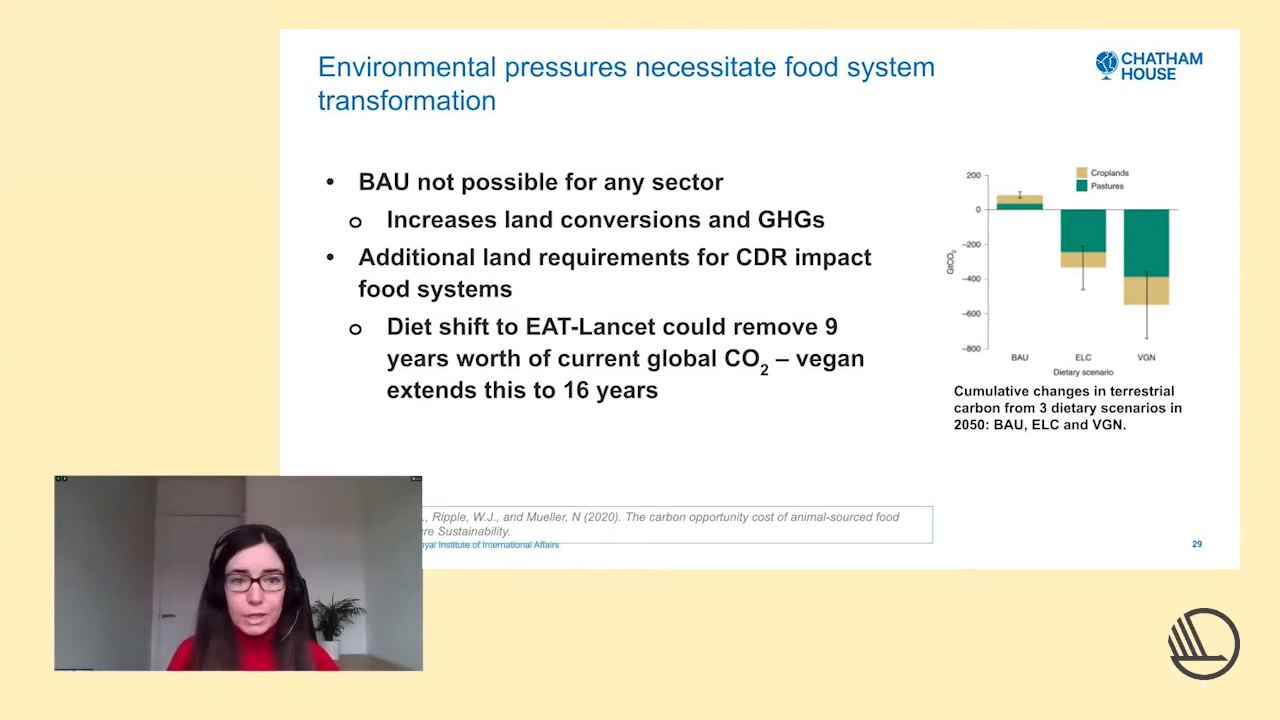 Environmental pressures necessitate food system
transformation
CHATHAM
HOUSE
• BAU not possible for any sector
o Increases land conversions and GHGs
• Additional land requirements for CDR impact
food systems
o Diet shift to EAT-Lancet could remove 9
years worth of current global CO2 – vegan
extends this to 16 years
Croplands
Pastures
200
0
−200
−400
−600
−800
GtCO2
BAU ELC VGN
Dietary scenario
Cumulative changes in terrestrial
carbon from 3 dietary scenarios in
2050: BAU, ELC and VGN.
., Ripple, W.J., and Mueller, N (2020). The carbon opportunity cost of animal-sourced food
Sustainability.
Institute of International Affairs
29